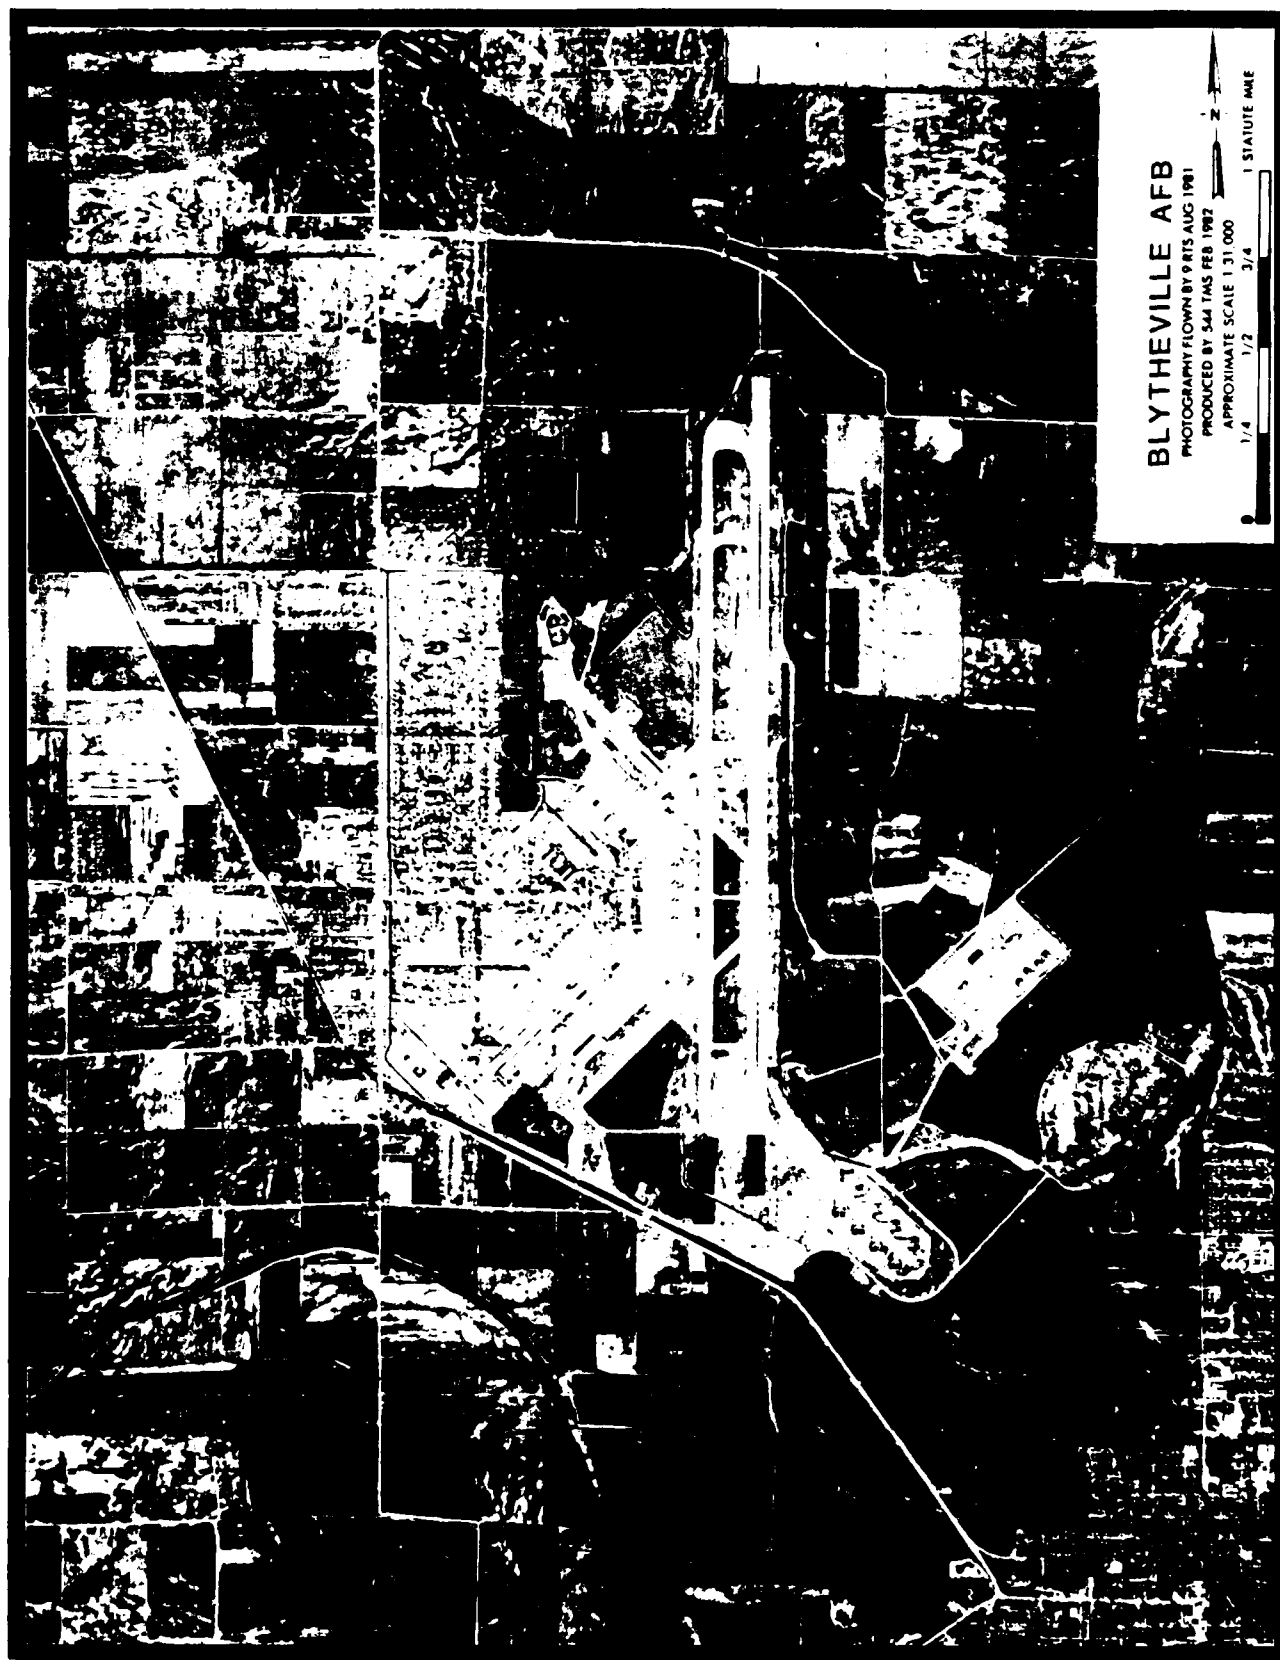 BLYTHEVILLE AFB
PHOTOGRAPHY FLOWN BY 9 RTS AUG 1981
PRODUCED BY 544 TMS FEB 1982
APPROXIMATE SCALE 1 31,000
N
0 1/4 1/2 3/4 1 STATUTE MILE